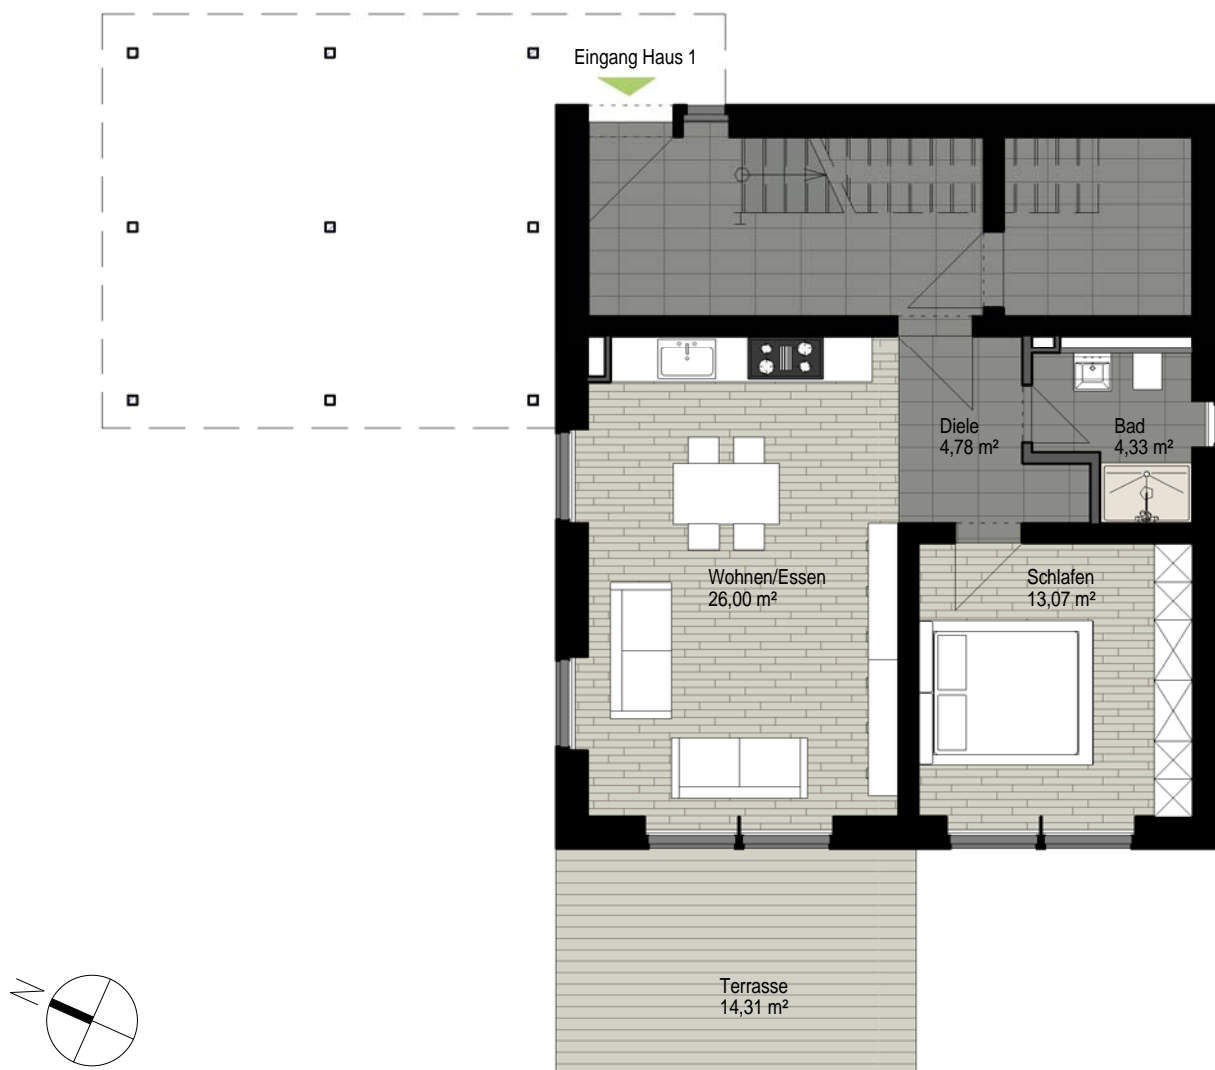 Eingang Haus 1
Diele
4,78 m²
Bad
4,33 m²
Wohnen/Essen
26,00 m²
Schlafen
13,07 m²
Terrasse
14,31 m²
N